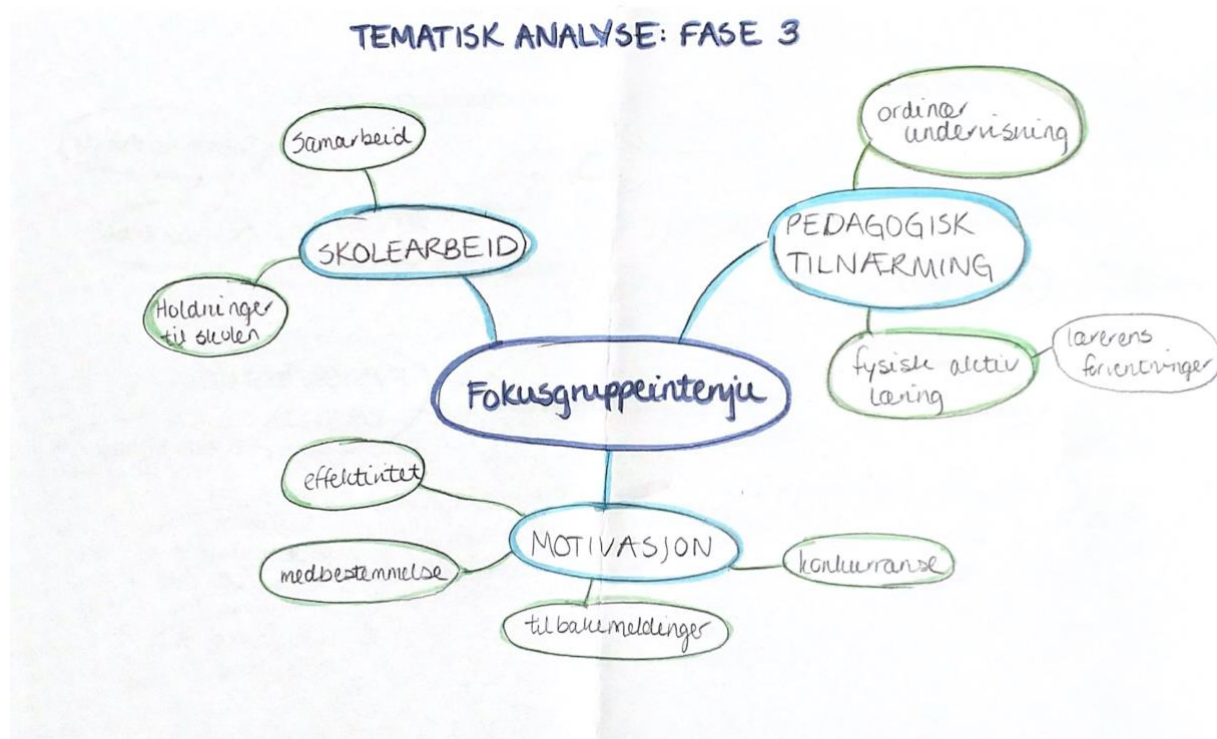 TEMATISK ANALYSE: FASE 3
Samarbeid
SKOLEARBEID
Holdninger
til skolen
ordinær
undervisning
PEDAGOGISK
TILNÆRMING
fysisk aktiv
læring
lærerens
forventninger
Fokusgruppeintervju
effektivitet
MOTIVASJON
medbestemmelse
konkurranse
tilbakemeldinger